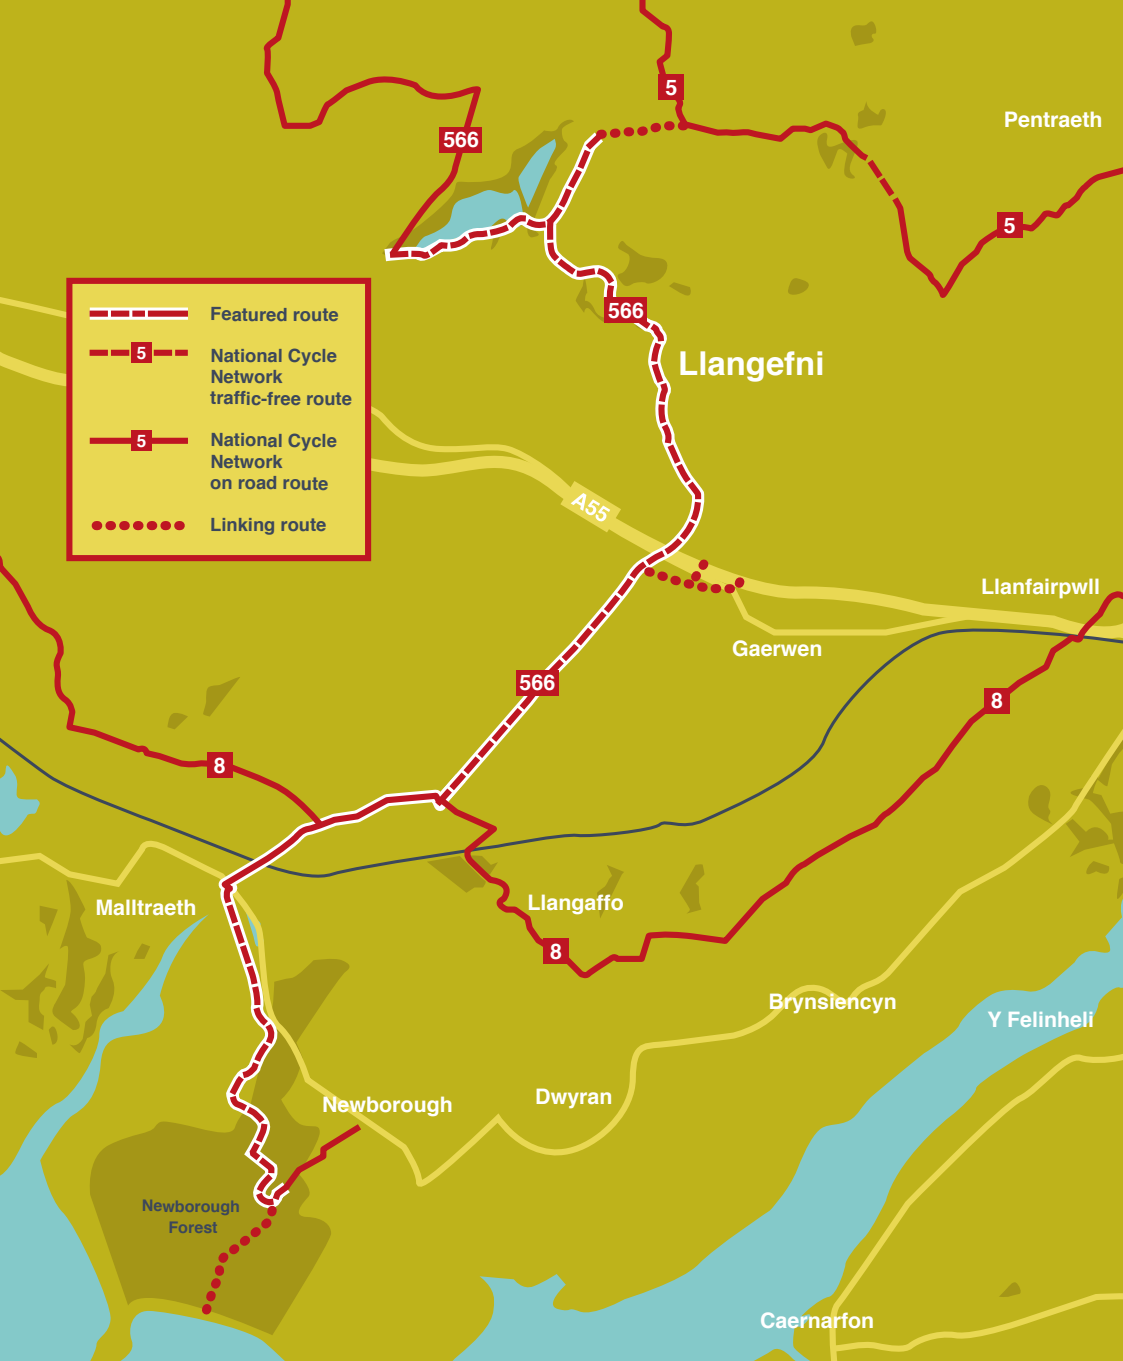 5
Pentraeth
566
5
566
Llangefni
Featured route
5
National Cycle
Network
traffic-free route
5
National Cycle
Network
on road route
Linking route
A55
Llanfairpwll
Gaerwen
566
8
8
Llangaffo
Malltraeth
8
Brynsiencyn
Y Felinheli
Dwyran
Newborough
Newborough
Forest
Caernarfon